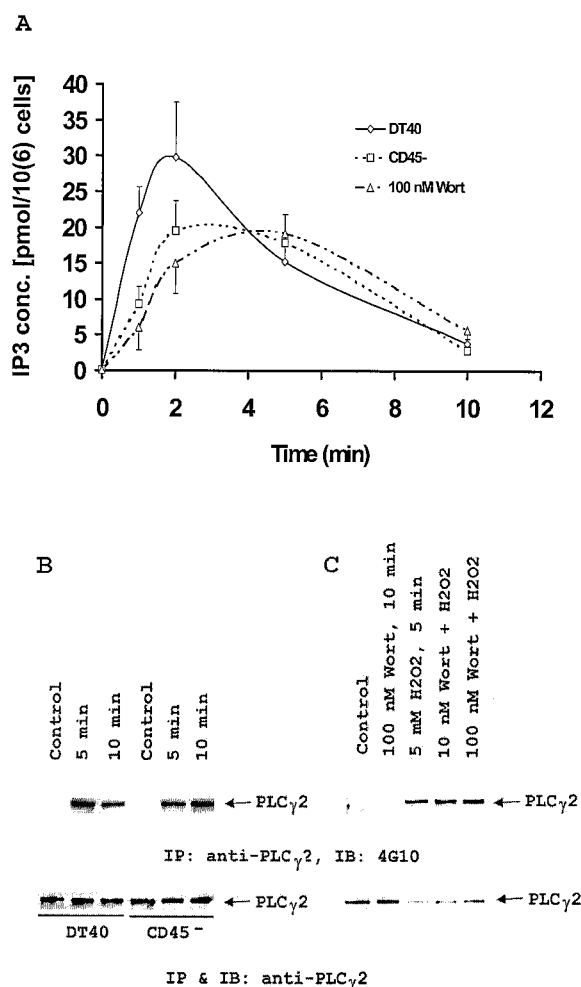 A
IP3 conc. [pmol/10(6) cells]
40
35
30
25
20
15
10
5
0
DT40
CD45-
100 nM Wort
0 2 4 6 8 10 12
Time (min)
B
Control
5 min
10 min
Control
5 min
10 min
PLCγ2
C
Control
100 nM Wort, 10 min
5 mM H2O2, 5 min
10 nM Wort + H2O2
100 nM Wort + H2O2
PLCγ2
IP: anti-PLCγ2, IB: 4G10
PLCγ2
PLCγ2
DT40 CD45⁻
IP & IB: anti-PLCγ2